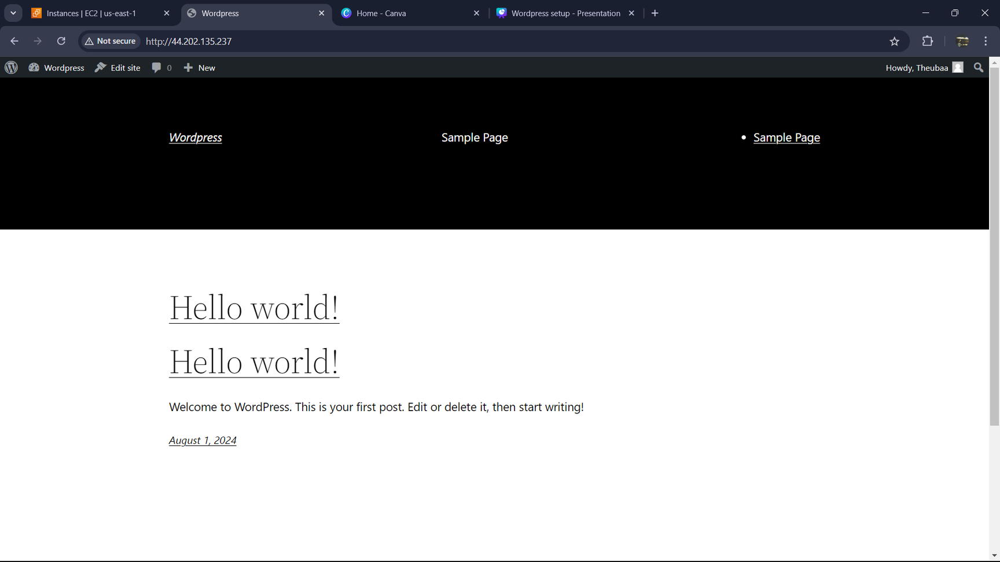 Instances | EC2 | us-east-1
Wordpress
Home - Canva
Wordpress setup - Presentation
Not secure
http://44.202.135.237
Wordpress
Edit site
0
New
Howdy, Theubaa
Wordpress
Sample Page
Sample Page
Hello world!
Hello world!
Welcome to WordPress. This is your first post. Edit or delete it, then start writing!
August 1, 2024